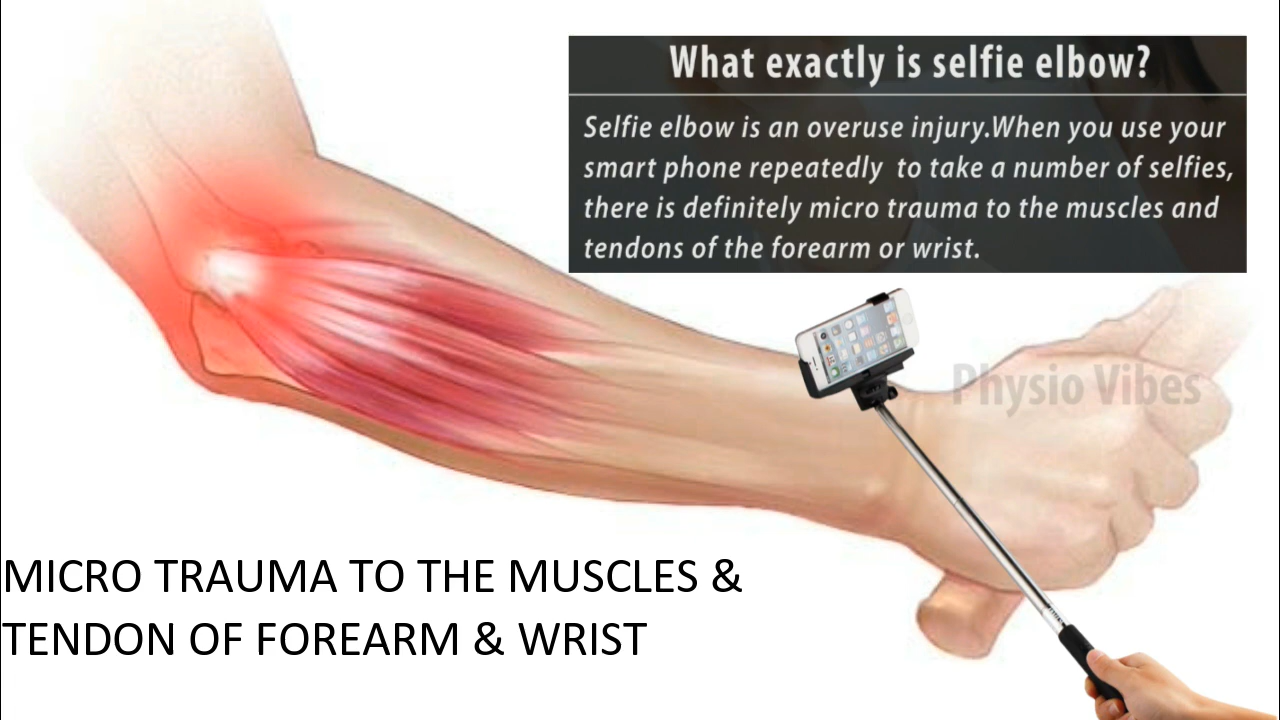 What exactly is selfie elbow?
Selfie elbow is an overuse injury.When you use your
smart phone repeatedly to take a number of selfies,
there is definitely micro trauma to the muscles and
tendons of the forearm or wrist.
Physio Vibes
MICRO TRAUMA TO THE MUSCLES &
TENDON OF FOREARM & WRIST